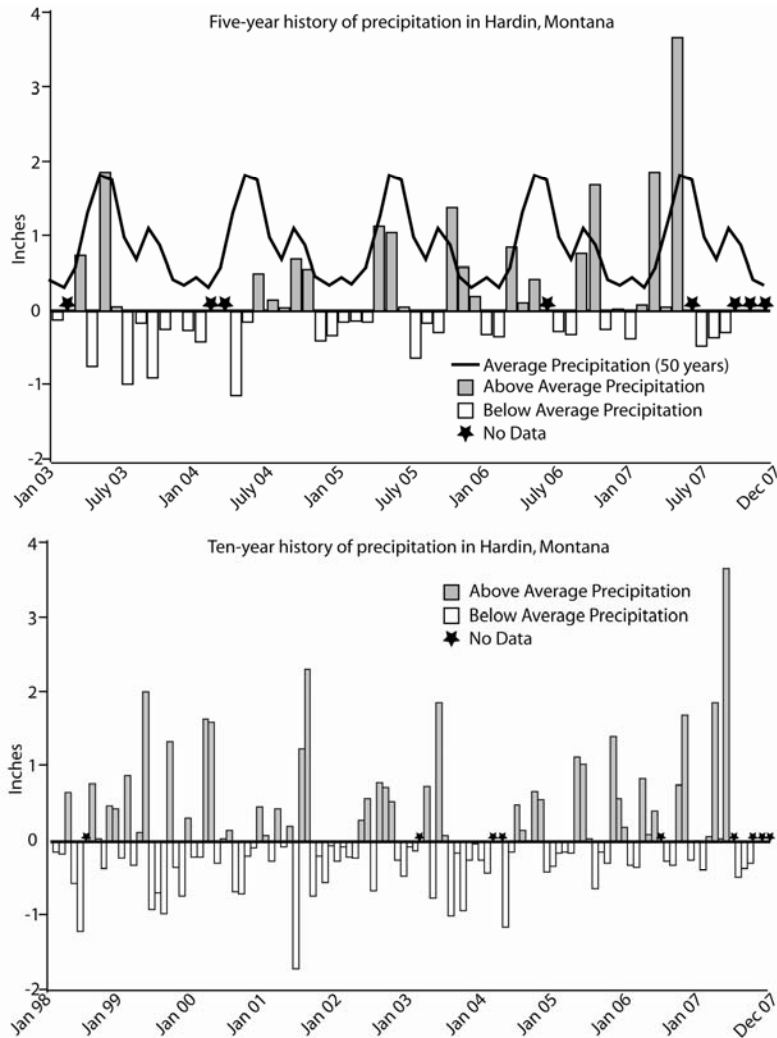 Five-year history of precipitation in Hardin, Montana
4
3
2
1
0
-1
-2
Inches
Average Precipitation (50 years)
Above Average Precipitation
Below Average Precipitation
No Data
Jan 03
July 03
Jan 04
July 04
Jan 05
July 05
Jan 06
July 06
Jan 07
July 07
Dec 07
Ten-year history of precipitation in Hardin, Montana
4
3
2
1
0
-1
-2
Inches
Above Average Precipitation
Below Average Precipitation
No Data
Jan 98
Jan 99
Jan 00
Jan 01
Jan 02
Jan 03
Jan 04
Jan 05
Jan 06
Jan 07
Dec 07